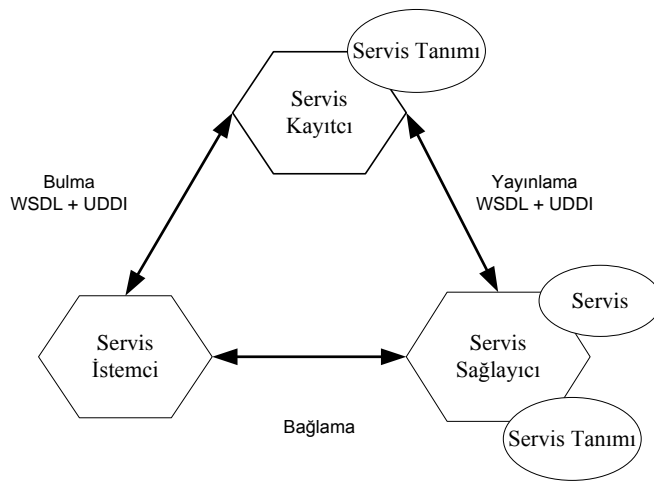 Servis Tanımı
Servis
Kayıtcı
Bulma
WSDL + UDDI
Yayınlama
WSDL + UDDI
Servis
Servis
İstemci
Servis
Sağlayıcı
Bağlama
Servis Tanımı